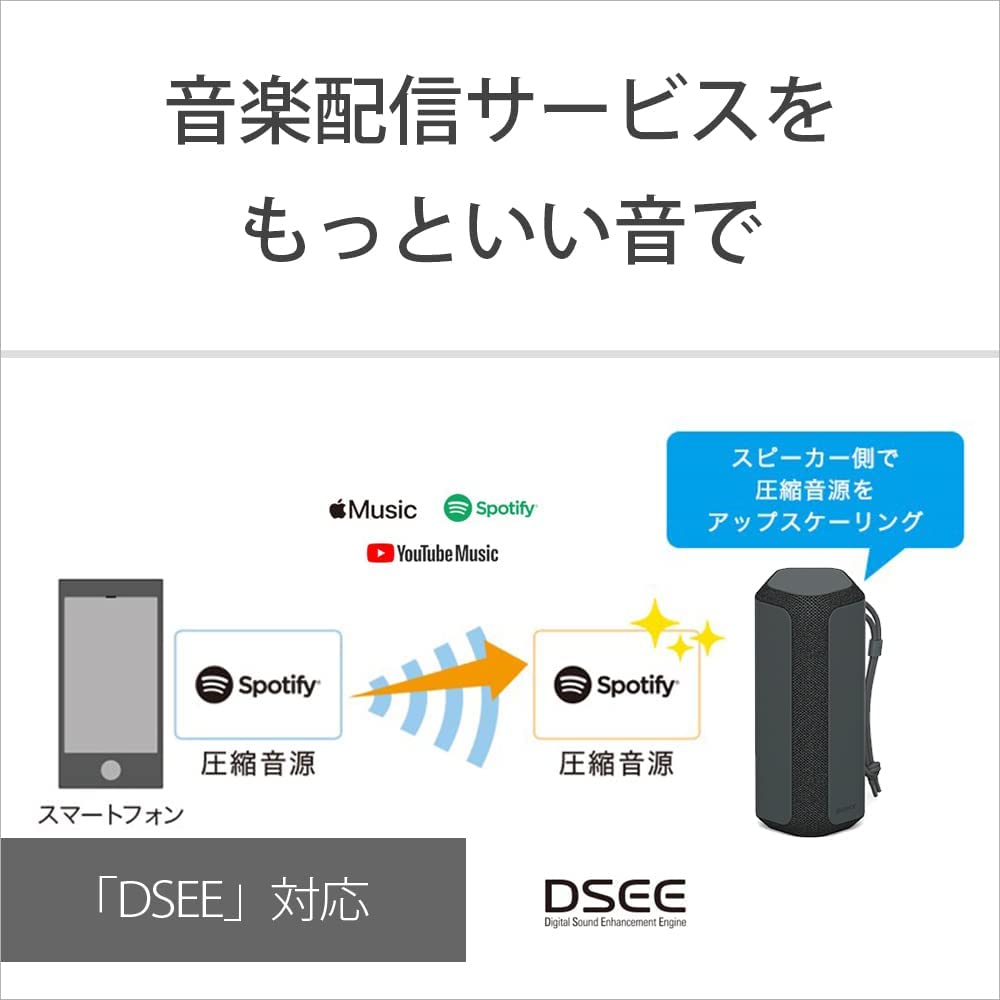 音楽配信サービスを
もっといい音で
スピーカー側で
圧縮音源を
アップスケーリング
Music
Spotify
YouTube Music
Spotify
圧縮音源
Spotify
圧縮音源
スマートフォン
SONY
「DSEE」対応
DSEE
Digital Sound Enhancement Engine